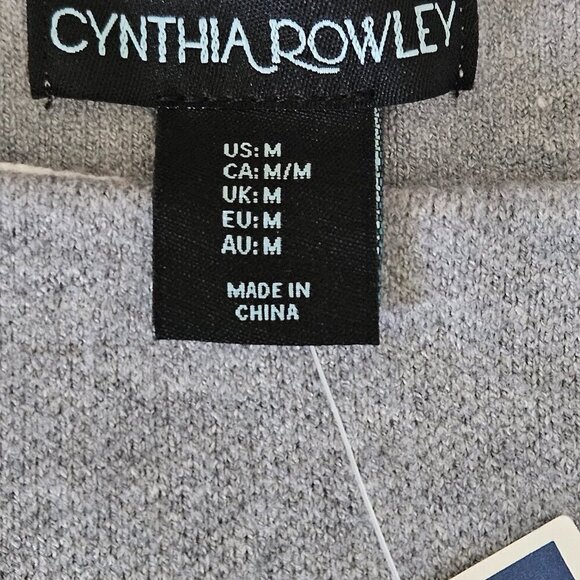 CYNTHIA ROWLEY
US: M
CA: M/M
UK: M
EU: M
AU: M
MADE IN
CHINA